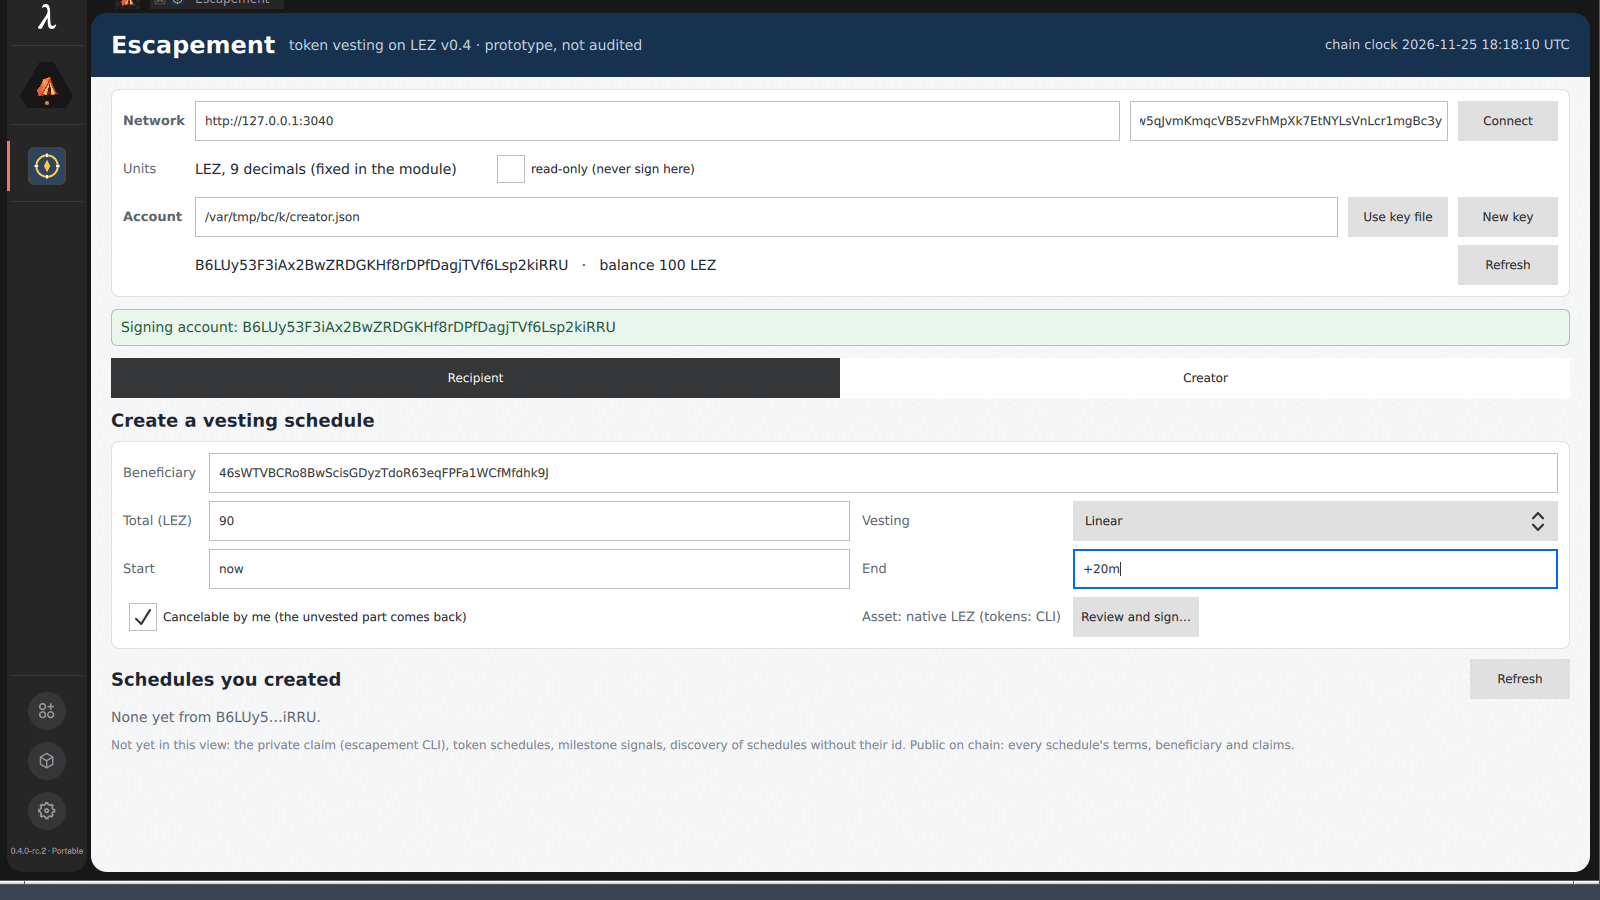 λ
Escapement
Escapement token vesting on LEZ v0.4 · prototype, not audited chain clock 2026-11-25 18:18:10 UTC
Network http://127.0.0.1:3040 w5qJvmKmqcVB5zvFhMpXk7EtNYLsVnLcr1mgBc3y Connect
Units LEZ, 9 decimals (fixed in the module) read-only (never sign here)
Account /var/tmp/bc/k/creator.json Use key file New key
B6LUy53F3iAx2BwZRDGKHf8rDPfDagjTVf6Lsp2kiRRU · balance 100 LEZ Refresh
Signing account: B6LUy53F3iAx2BwZRDGKHf8rDPfDagjTVf6Lsp2kiRRU
Recipient Creator
Create a vesting schedule
Beneficiary 46sWTVBCRo8BwScisGDyzTdoR63eqFPFa1WCfMfdhk9J
Total (LEZ) 90 Vesting Linear
Start now End +20m
Cancelable by me (the unvested part comes back) Asset: native LEZ (tokens: CLI) Review and sign...
Schedules you created Refresh
None yet from B6LUy5...iRRU.
Not yet in this view: the private claim (escapement CLI), token schedules, milestone signals, discovery of schedules without their id. Public on chain: every schedule's terms, beneficiary and claims.
0.4.0-rc.2 · Portable